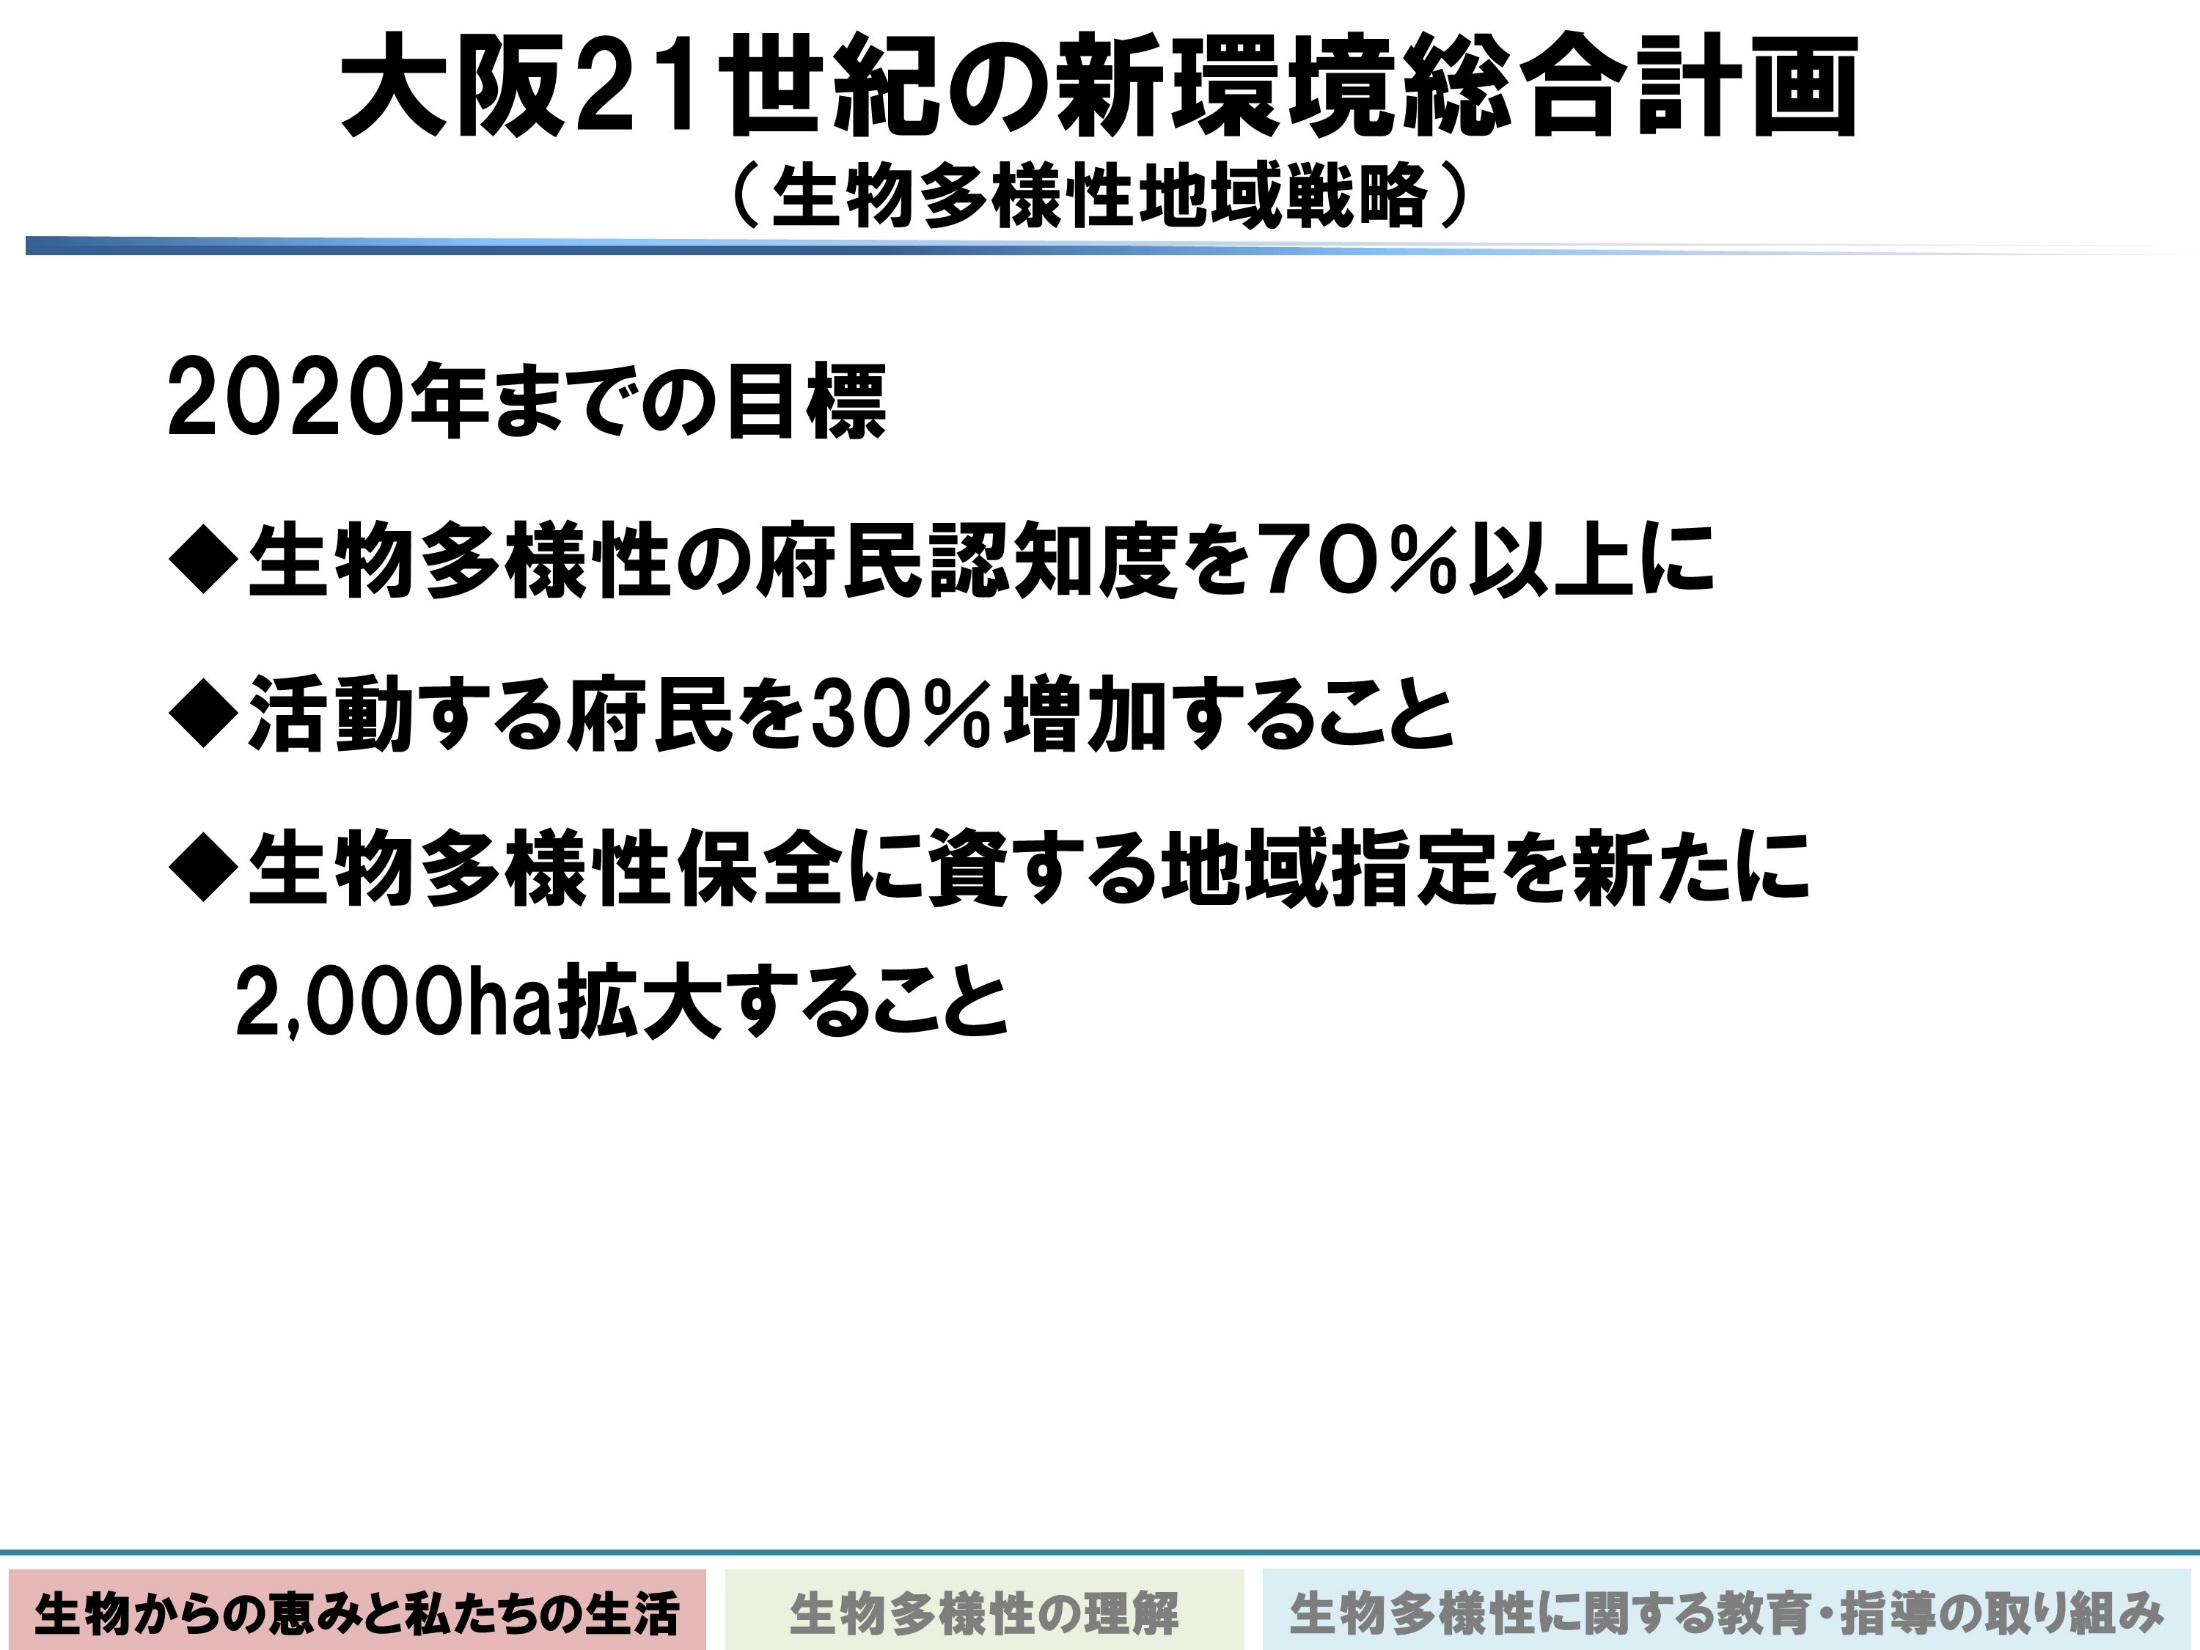 大阪21世紀の新環境総合計画
（生物多様性地域戦略）
2020年までの目標
◆生物多様性の府民認知度を70％以上に
◆活動する府民を30％増加すること
◆生物多様性保全に資する地域指定を新たに
2,000ha拡大すること
生物からの恵みと私たちの生活
生物多様性の理解
生物多様性に関する教育・指導の取り組み